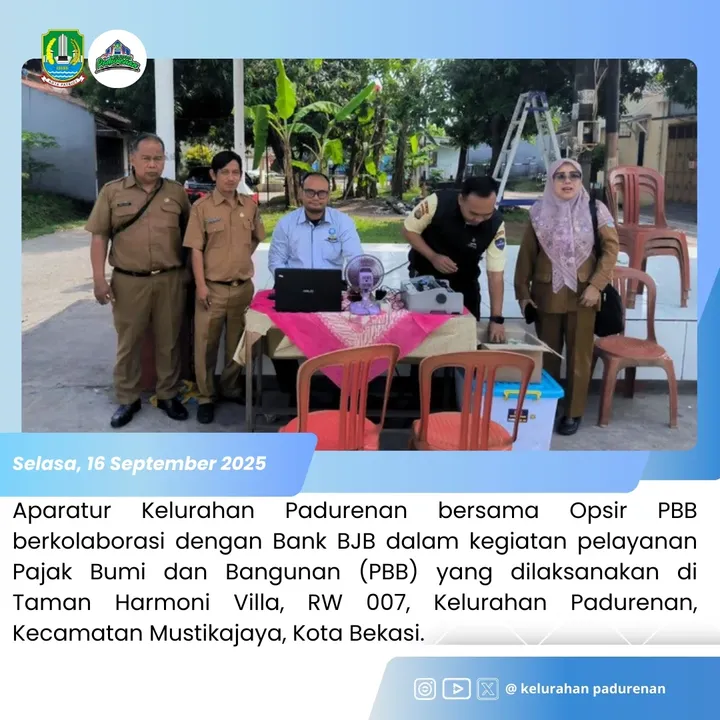 Selasa, 16 September 2025
Aparatur Kelurahan Padurenan bersama Opsir PBB
berkolaborasi dengan Bank BJB dalam kegiatan pelayanan
Pajak Bumi dan Bangunan (PBB) yang dilaksanakan di
Taman Harmoni Villa, RW 007, Kelurahan Padurenan,
Kecamatan Mustikajaya, Kota Bekasi.
@ kelurahan padurenan